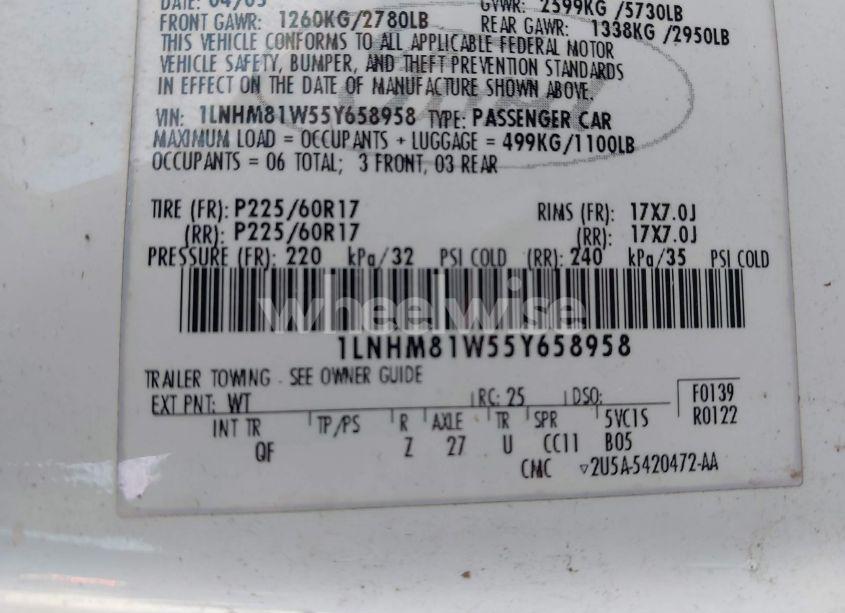 DATE: 04/05 GVWR: 2599KG /5730LB
FRONT GAWR: 1260KG/2780LB REAR GAWR: 1338KG /2950LB
THIS VEHICLE CONFORMS TO ALL APPLICABLE FEDERAL MOTOR
VEHICLE SAFETY, BUMPER, AND THEFT PREVENTION STANDARDS
IN EFFECT ON THE DATE OF MANUFACTURE SHOWN ABOVE.
VIN: 1LNHM81W55Y658958 TYPE: PASSENGER CAR
MAXIMUM LOAD = OCCUPANTS + LUGGAGE = 499KG/1100LB
OCCUPANTS = 06 TOTAL; 3 FRONT, 03 REAR
TIRE (FR): P225/60R17 RIMS (FR): 17X7.0J
(RR): P225/60R17 (RR): 17X7.0J
PRESSURE (FR): 220 kPa/32 PSI COLD (RR): 240 kPa/35 PSI COLD
wheelwise
1LNHM81W55Y658958
TRAILER TOWING - SEE OWNER GUIDE
EXT PNT: WT RC: 25 DSO: F0139
INT TR TP/PS R AXLE TR SPR 5VC1S R0122
QF Z 27 U CC11 B05
CMC ▽2U5A-5420472-AA